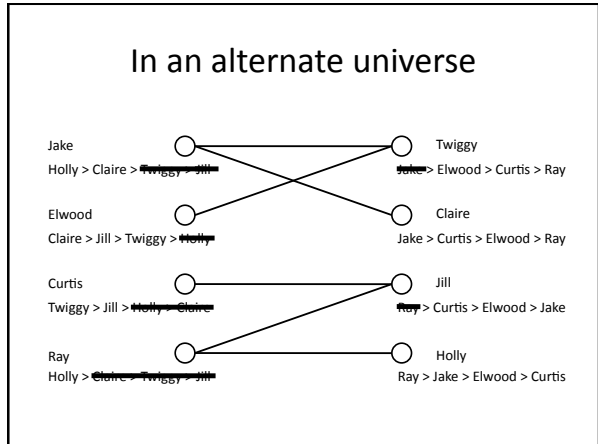 In an alternate universe
Jake
Holly > Claire > Twiggy > Jill
Twiggy
Jake > Elwood > Curtis > Ray
Elwood
Claire > Jill > Twiggy > Holly
Claire
Jake > Curtis > Elwood > Ray
Curtis
Twiggy > Jill > Holly > Claire
Jill
Ray > Curtis > Elwood > Jake
Ray
Holly > Claire > Twiggy > Jill
Holly
Ray > Jake > Elwood > Curtis